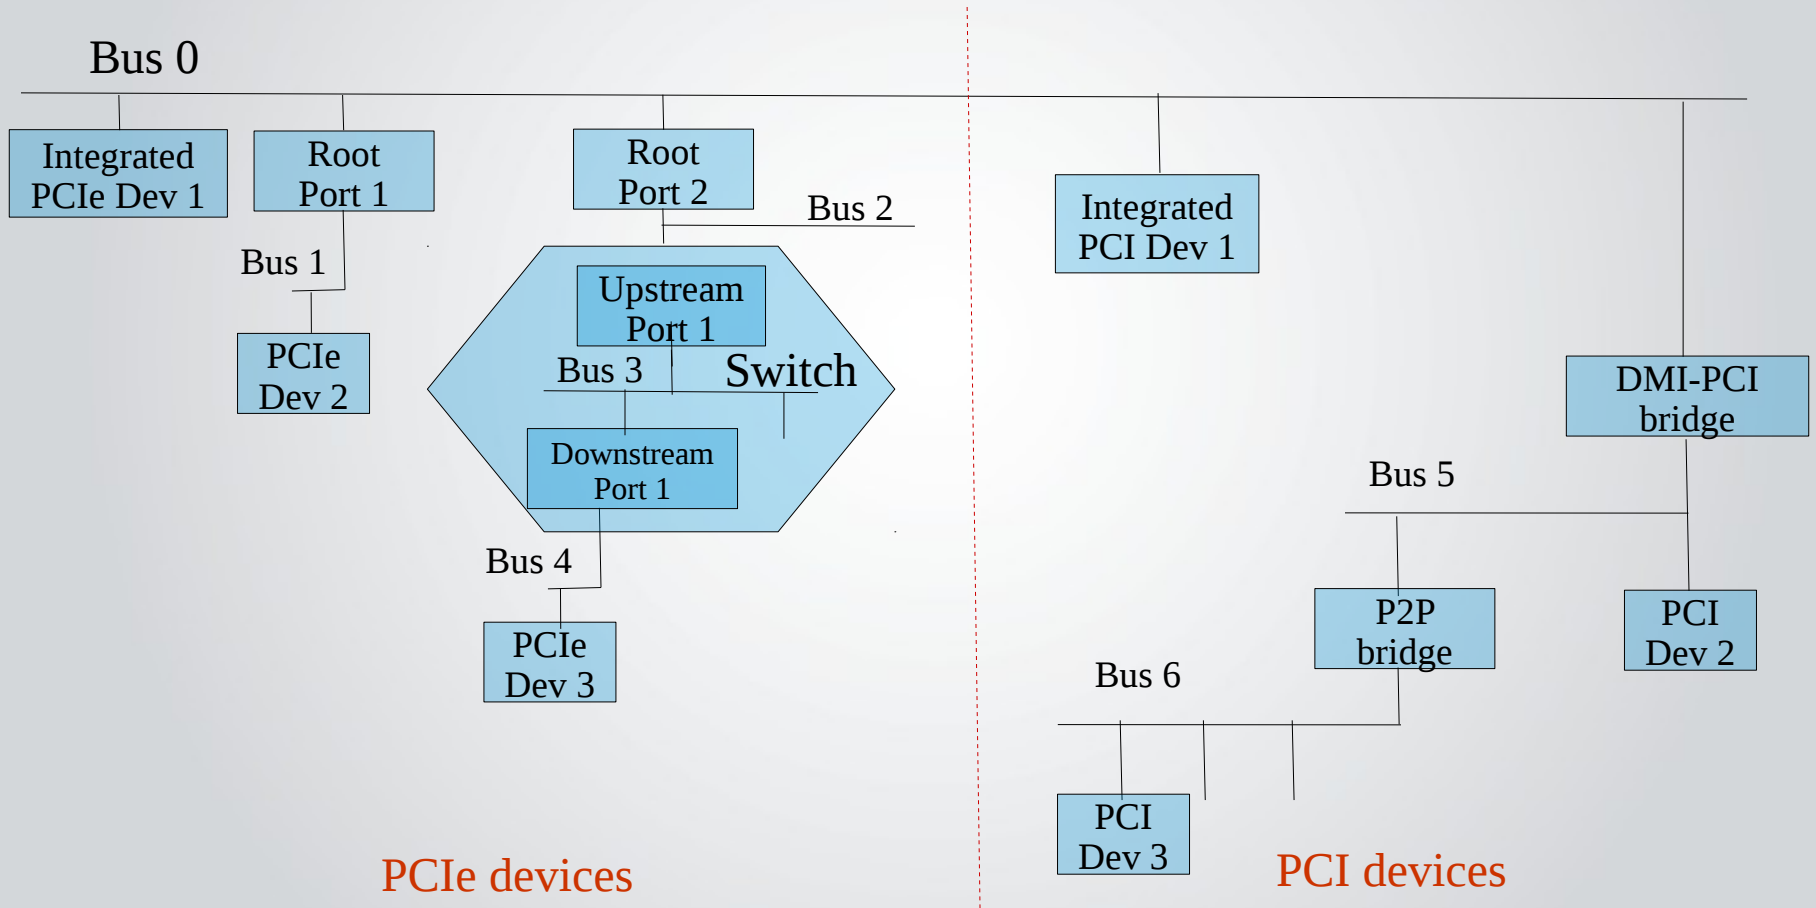 Bus 0
Integrated
PCIe Dev 1
Root
Port 1
Root
Port 2
Bus 2
Bus 1
PCIe
Dev 2
Upstream
Port 1
Bus 3
Switch
Downstream
Port 1
Bus 4
PCIe
Dev 3
PCIe devices
Integrated
PCI Dev 1
DMI-PCI
bridge
Bus 5
P2P
bridge
PCI
Dev 2
Bus 6
PCI
Dev 3
PCI devices